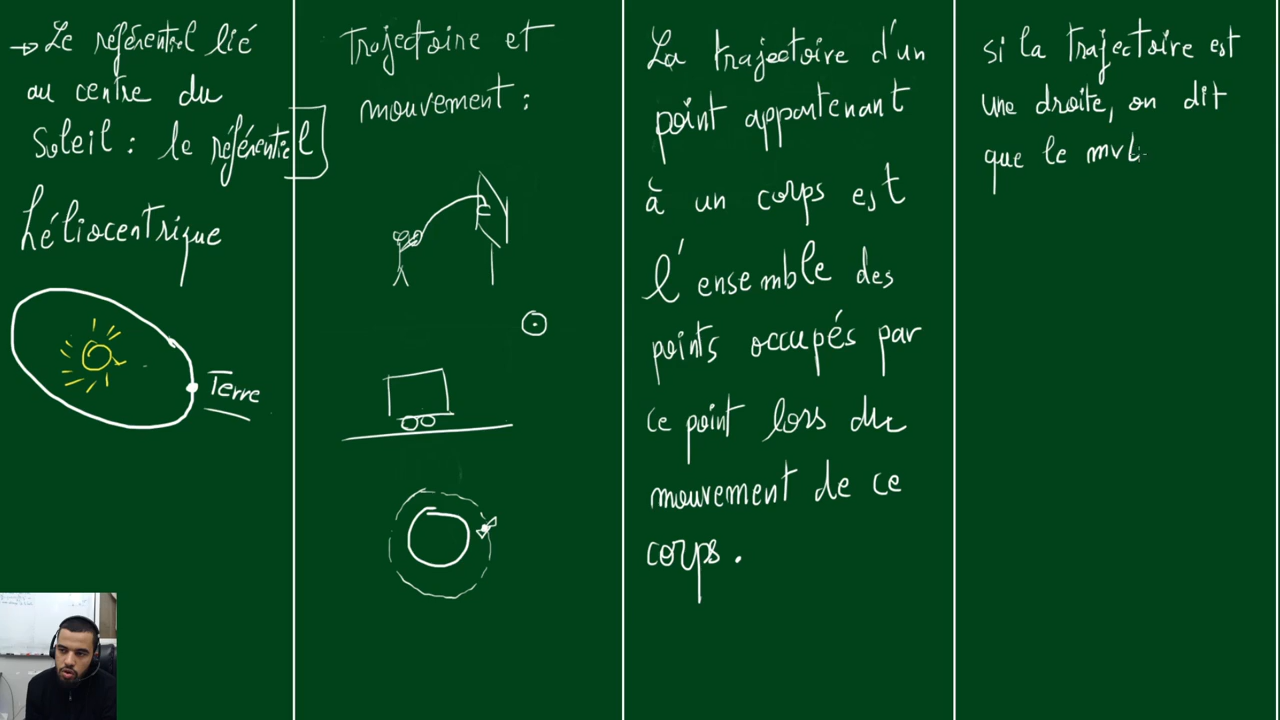 → Le référentiel lié
au centre du
Soleil : le référentiel
héliocentrique
Terre
Trajectoire et
mouvement :
La trajectoire d'un
point appartenant
à un corps est
l'ensemble des
points occupés par
ce point lors du
mouvement de ce
corps.
si la trajectoire est
une droite, on dit
que le mvt